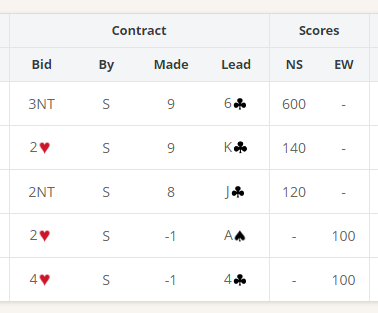 Contract Scores
Bid By Made Lead NS EW
3NT S 9 6♣ 600 -
2♥ S 9 K♣ 140 -
2NT S 8 J♣ 120 -
2♥ S -1 A♠ - 100
4♥ S -1 4♣ - 100